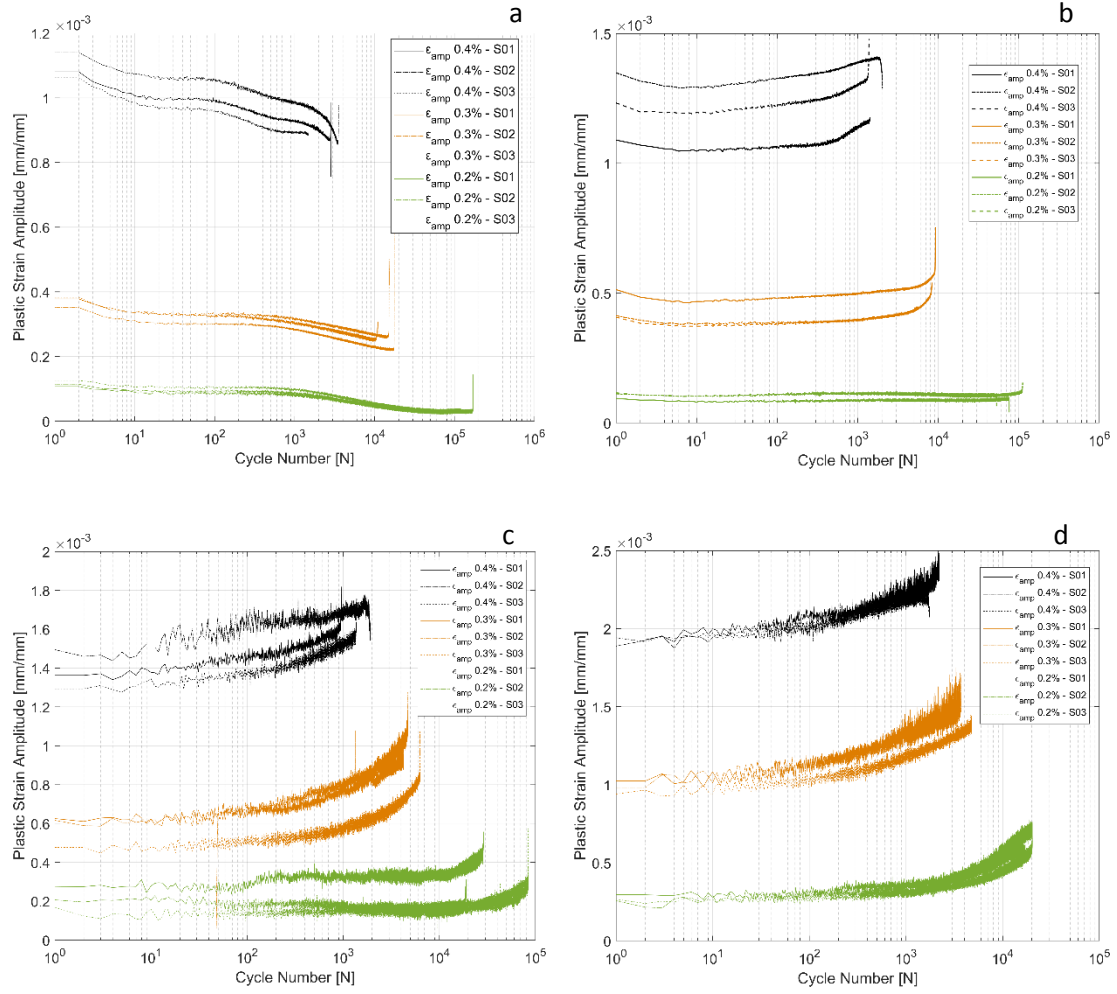 a
×10⁻³
1.2
1
0.8
0.6
0.4
0.2
0
Plastic Strain Amplitude [mm/mm]
10⁰ 10¹ 10² 10³ 10⁴ 10⁵ 10⁶
Cycle Number [N]
ε_amp 0.4% - S01
ε_amp 0.4% - S02
ε_amp 0.4% - S03
ε_amp 0.3% - S01
ε_amp 0.3% - S02
ε_amp 0.3% - S03
ε_amp 0.2% - S01
ε_amp 0.2% - S02
ε_amp 0.2% - S03
b
×10⁻³
1.5
1
0.5
0
Plastic Strain Amplitude [mm/mm]
10⁰ 10¹ 10² 10³ 10⁴ 10⁵ 10⁶
Cycle Number [N]
ϵ_amp 0.4% - S01
ϵ_amp 0.4% - S02
ϵ_amp 0.4% - S03
ϵ_amp 0.3% - S01
ϵ_amp 0.3% - S02
ϵ_amp 0.3% - S03
ϵ_amp 0.2% - S01
ϵ_amp 0.2% - S02
ϵ_amp 0.2% - S03
c
×10⁻³
2
1.8
1.6
1.4
1.2
1
0.8
0.6
0.4
0.2
0
Plastic Strain Amplitude [mm/mm]
10⁰ 10¹ 10² 10³ 10⁴ 10⁵
Cycle Number [N]
ϵ_amp 0.4% - S01
ϵ_amp 0.4% - S02
ϵ_amp 0.4% - S03
ϵ_amp 0.3% - S01
ϵ_amp 0.3% - S02
ϵ_amp 0.3% - S03
ϵ_amp 0.2% - S01
ϵ_amp 0.2% - S02
ϵ_amp 0.2% - S03
d
×10⁻³
2.5
2
1.5
1
0.5
0
Plastic Strain Amplitude [mm/mm]
10⁰ 10¹ 10² 10³ 10⁴ 10⁵
Cycle Number [N]
ϵ_amp 0.4% - S01
ϵ_amp 0.4% - S02
ϵ_amp 0.4% - S03
ϵ_amp 0.3% - S01
ϵ_amp 0.3% - S02
ϵ_amp 0.3% - S03
ϵ_amp 0.2% - S01
ϵ_amp 0.2% - S02
ϵ_amp 0.2% - S03